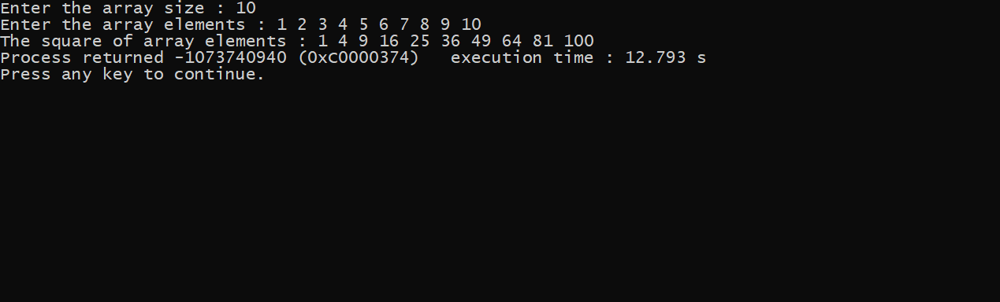 Enter the array size : 10
Enter the array elements : 1 2 3 4 5 6 7 8 9 10
The square of array elements : 1 4 9 16 25 36 49 64 81 100
Process returned -1073740940 (0xC0000374)   execution time : 12.793 s
Press any key to continue.